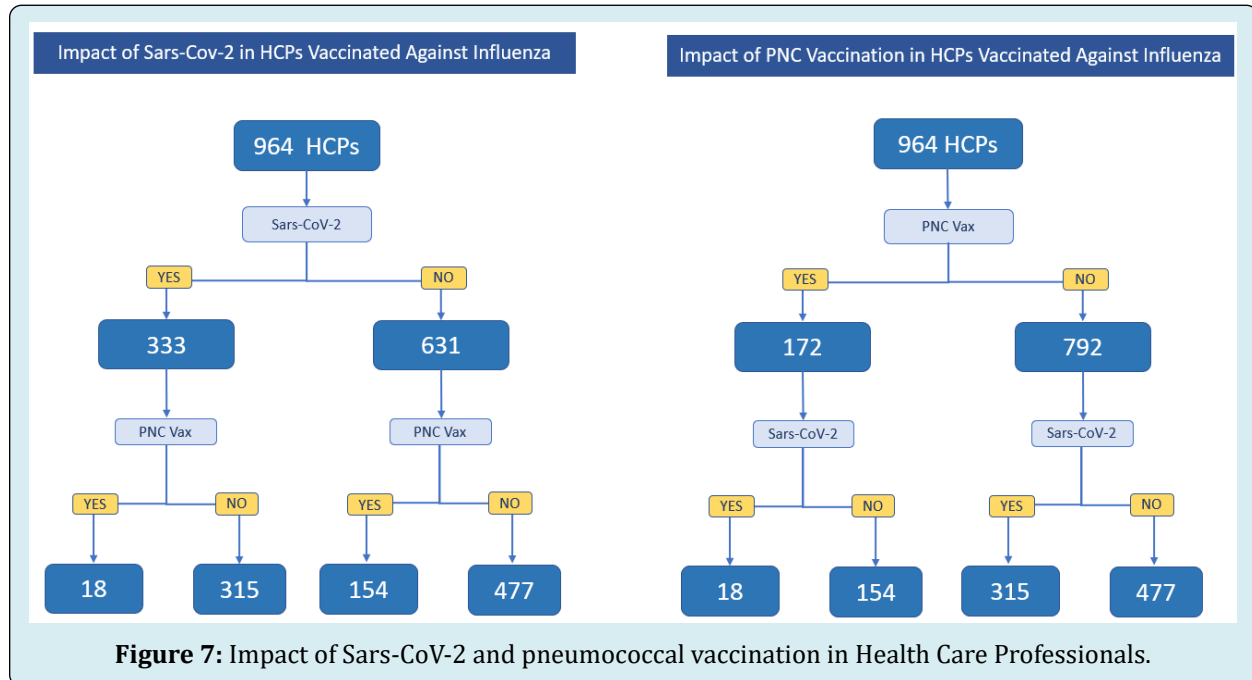 Impact of Sars-Cov-2 in HCPs Vaccinated Against Influenza
964 HCPs
Sars-CoV-2
YES
NO
333
631
PNC Vax
PNC Vax
YES
NO
YES
NO
18
315
154
477
Impact of PNC Vaccination in HCPs Vaccinated Against Influenza
964 HCPs
PNC Vax
YES
NO
172
792
Sars-CoV-2
Sars-CoV-2
YES
NO
YES
NO
18
154
315
477
Figure 7: Impact of Sars-CoV-2 and pneumococcal vaccination in Health Care Professionals.